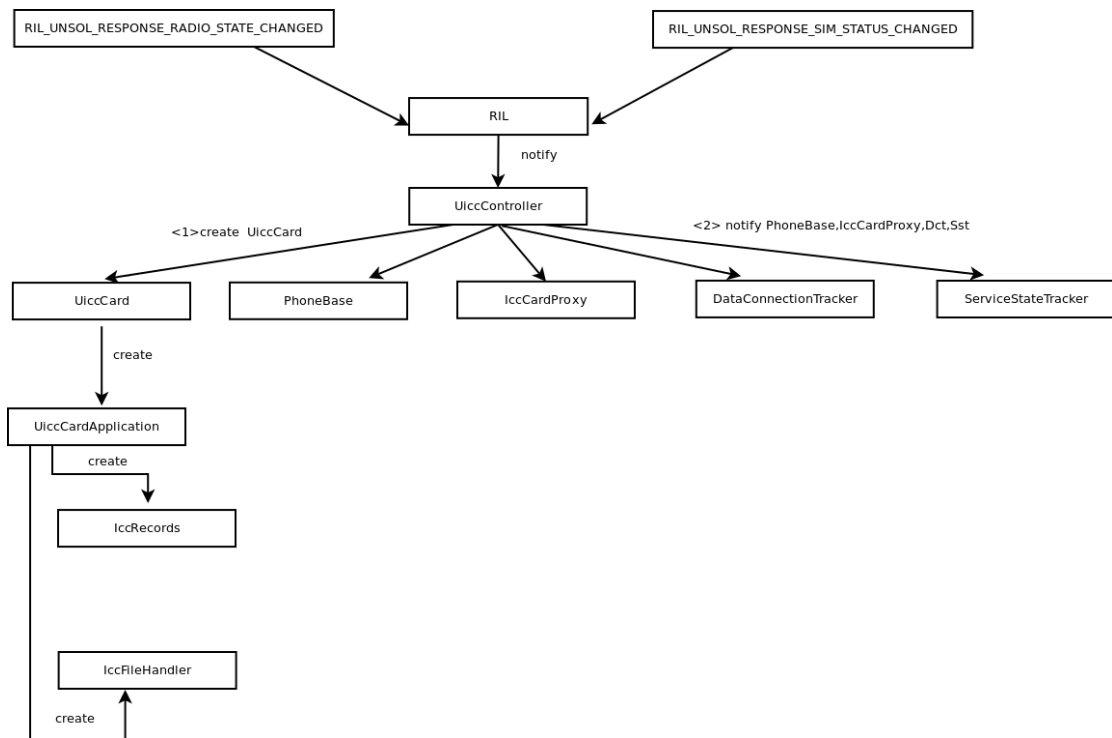 RIL_UNSOL_RESPONSE_RADIO_STATE_CHANGED
RIL_UNSOL_RESPONSE_SIM_STATUS_CHANGED
RIL
notify
UiccController
<1>create UiccCard
<2> notify PhoneBase,IccCardProxy,Dct,Sst
UiccCard
PhoneBase
IccCardProxy
DataConnectionTracker
ServiceStateTracker
create
UiccCardApplication
create
IccRecords
IccFileHandler
create